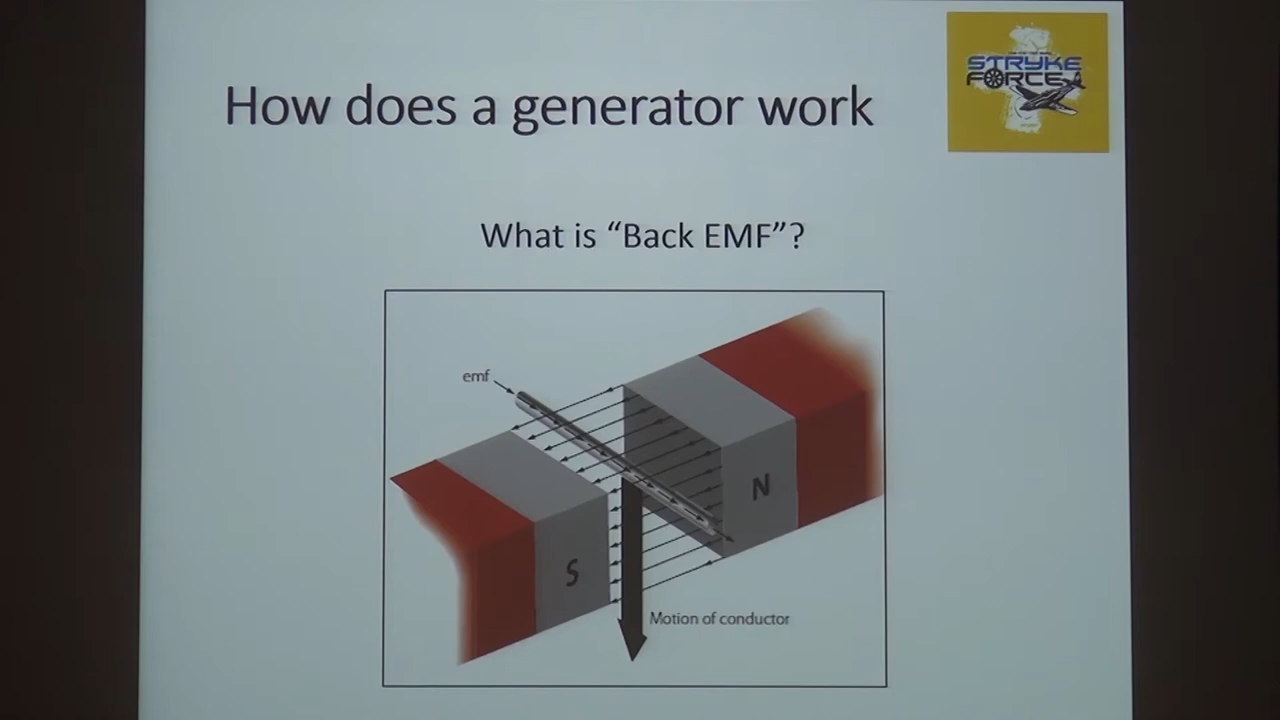 How does a generator work
STRYKE
FORCE
What is “Back EMF”?
emf
N
S
Motion of conductor